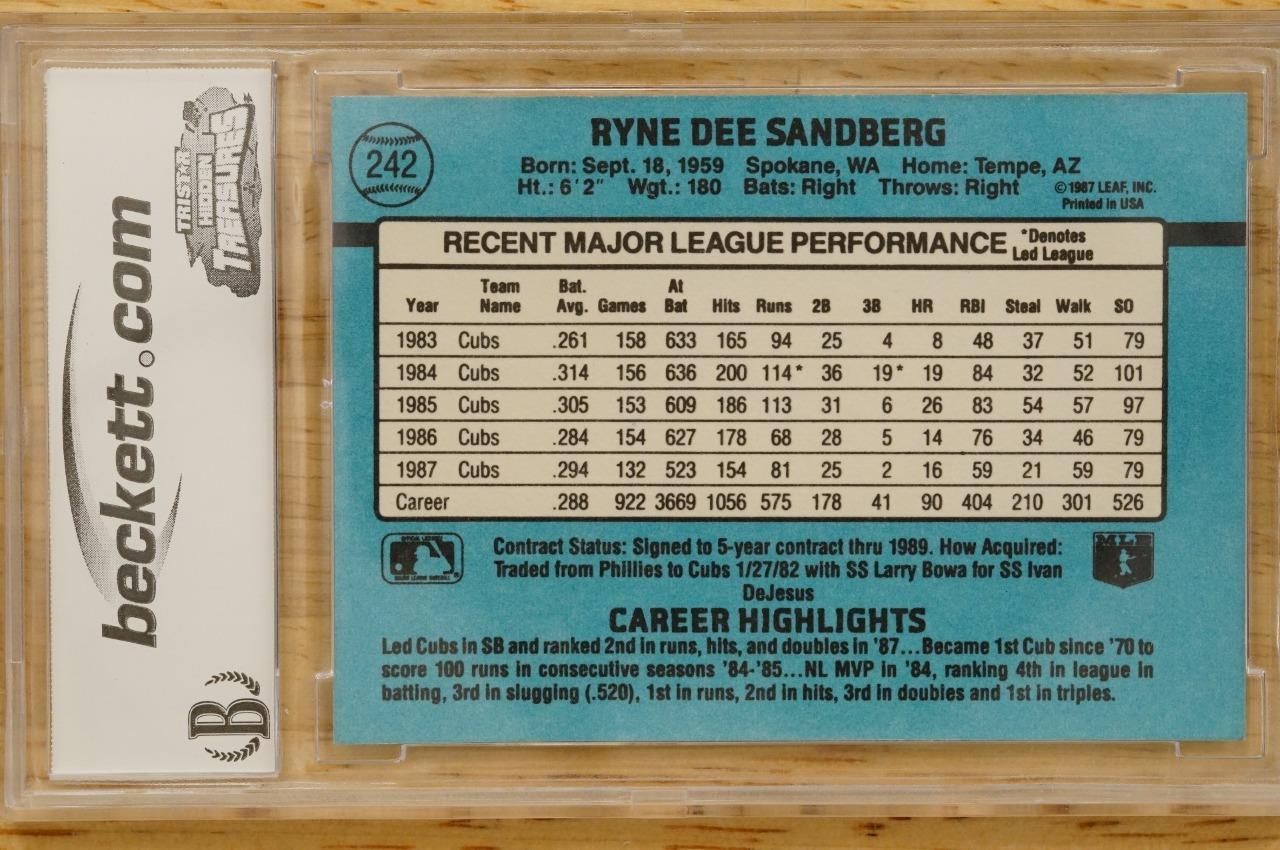 beckett.com
TRISTAR
HIDDEN
TREASURES
B
242
RYNE DEE SANDBERG
Born: Sept. 18, 1959 Spokane, WA Home: Tempe, AZ
Ht.: 6'2" Wgt.: 180 Bats: Right Throws: Right ©1987 LEAF, INC.
Printed in USA
RECENT MAJOR LEAGUE PERFORMANCE *Denotes
Led League
Year Team Name Bat. Avg. Games At Bat Hits Runs 2B 3B HR RBI Steal Walk SO
1983 Cubs .261 158 633 165 94 25 4 8 48 37 51 79
1984 Cubs .314 156 636 200 114* 36 19* 19 84 32 52 101
1985 Cubs .305 153 609 186 113 31 6 26 83 54 57 97
1986 Cubs .284 154 627 178 68 28 5 14 76 34 46 79
1987 Cubs .294 132 523 154 81 25 2 16 59 21 59 79
Career .288 922 3669 1056 575 178 41 90 404 210 301 526
Contract Status: Signed to 5-year contract thru 1989. How Acquired:
Traded from Phillies to Cubs 1/27/82 with SS Larry Bowa for SS Ivan
DeJesus
MLB
CAREER HIGHLIGHTS
Led Cubs in SB and ranked 2nd in runs, hits, and doubles in '87...Became 1st Cub since '70 to
score 100 runs in consecutive seasons '84-'85...NL MVP in '84, ranking 4th in league in
batting, 3rd in slugging (.520), 1st in runs, 2nd in hits, 3rd in doubles and 1st in triples.